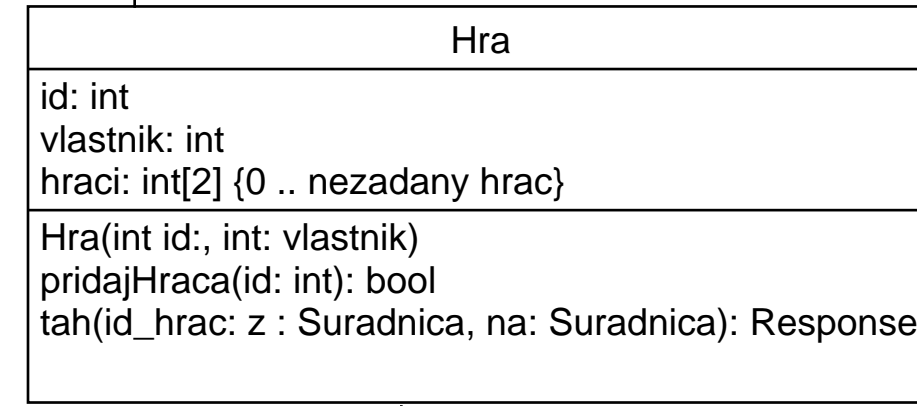 Hra
id: int
vlastnik: int
hraci: int[2] {0 .. nezadany hrac}
Hra(int id:, int: vlastnik)
pridajHraca(id: int): bool
tah(id_hrac: z : Suradnica, na: Suradnica): Response